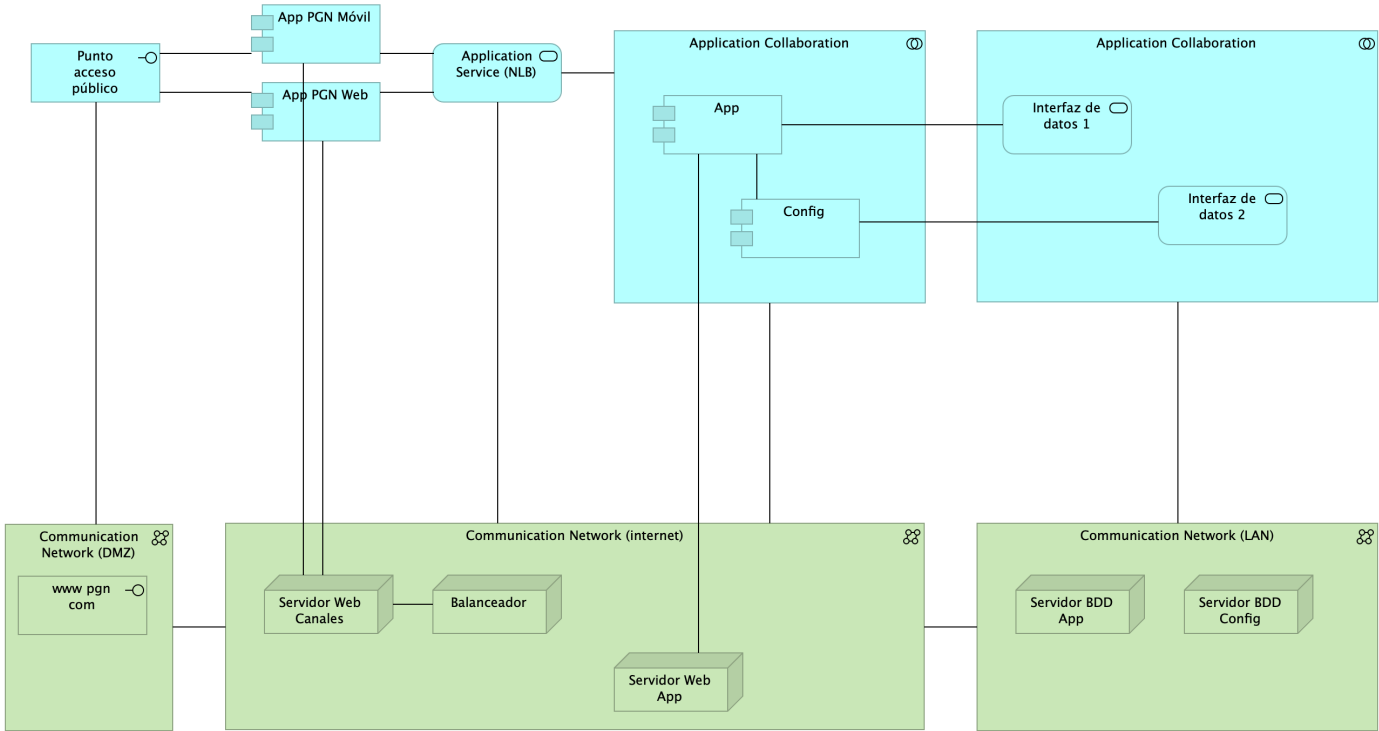 App PGN Móvil
Punto
acceso
público
App PGN Web
Application
Service (NLB)
Application Collaboration
App
Config
Application Collaboration
Interfaz de
datos 1
Interfaz de
datos 2
Communication
Network (DMZ)
www pgn
com
Communication Network (internet)
Servidor Web
Canales
Balanceador
Servidor Web
App
Communication Network (LAN)
Servidor BDD
App
Servidor BDD
Config